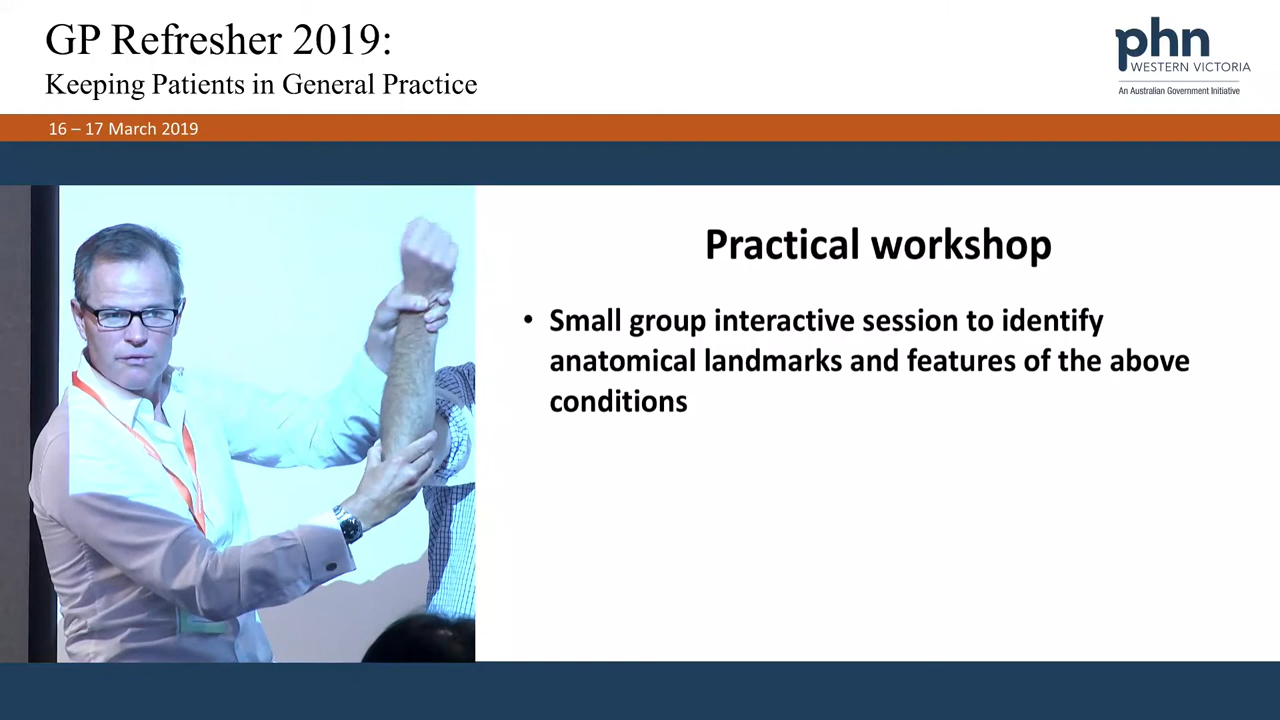 GP Refresher 2019:
Keeping Patients in General Practice
phn
WESTERN VICTORIA
An Australian Government Initiative
16 – 17 March 2019
Practical workshop
• Small group interactive session to identify
anatomical landmarks and features of the above
conditions